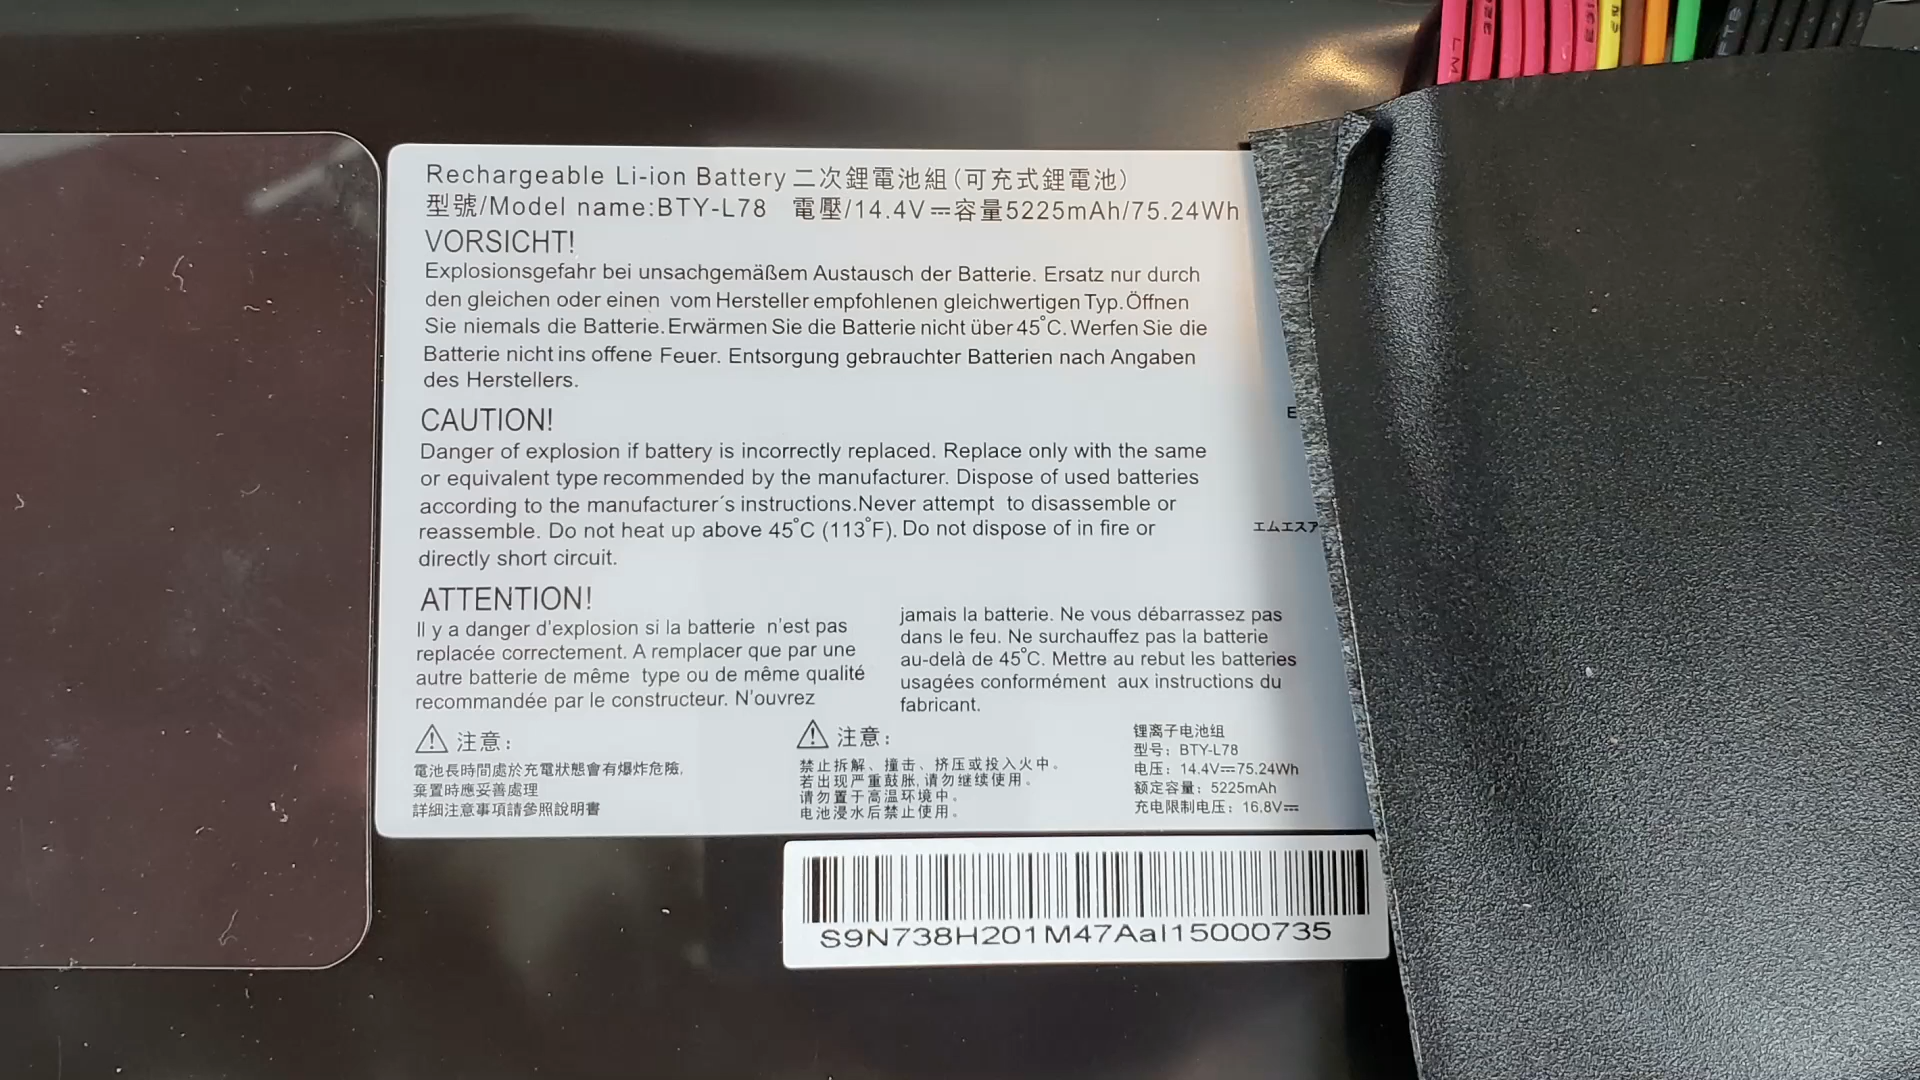 Rechargeable Li-ion Battery 二次鋰電池組(可充式鋰電池)
型號/Model name:BTY-L78 電壓/14.4V⎓容量5225mAh/75.24Wh
VORSICHT!
Explosionsgefahr bei unsachgemäßem Austausch der Batterie. Ersatz nur durch
den gleichen oder einen vom Hersteller empfohlenen gleichwertigen Typ.Öffnen
Sie niemals die Batterie.Erwärmen Sie die Batterie nicht über 45°C.Werfen Sie die
Batterie nicht ins offene Feuer. Entsorgung gebrauchter Batterien nach Angaben
des Herstellers.
CAUTION!
Danger of explosion if battery is incorrectly replaced. Replace only with the same
or equivalent type recommended by the manufacturer. Dispose of used batteries
according to the manufacturer´s instructions.Never attempt to disassemble or
reassemble. Do not heat up above 45°C (113°F). Do not dispose of in fire or
directly short circuit.
エムエスア
ATTENTION!
Il y a danger d'explosion si la batterie n'est pas
replacée correctement. A remplacer que par une
autre batterie de même type ou de même qualité
recommandée par le constructeur. N'ouvrez
jamais la batterie. Ne vous débarrassez pas
dans le feu. Ne surchauffez pas la batterie
au-delà de 45°C. Mettre au rebut les batteries
usagées conformément aux instructions du
fabricant.
注意:
電池長時間處於充電狀態會有爆炸危險,
棄置時應妥善處理
詳細注意事項請參照說明書
注意:
禁止拆解、撞击、挤压或投入火中。
若出现严重鼓胀,请勿继续使用。
请勿置于高温环境中。
电池浸水后禁止使用。
锂离子电池组
型号: BTY-L78
电压: 14.4V⎓75.24Wh
额定容量: 5225mAh
充电限制电压: 16.8V⎓
S9N738H201M47AaI15000735